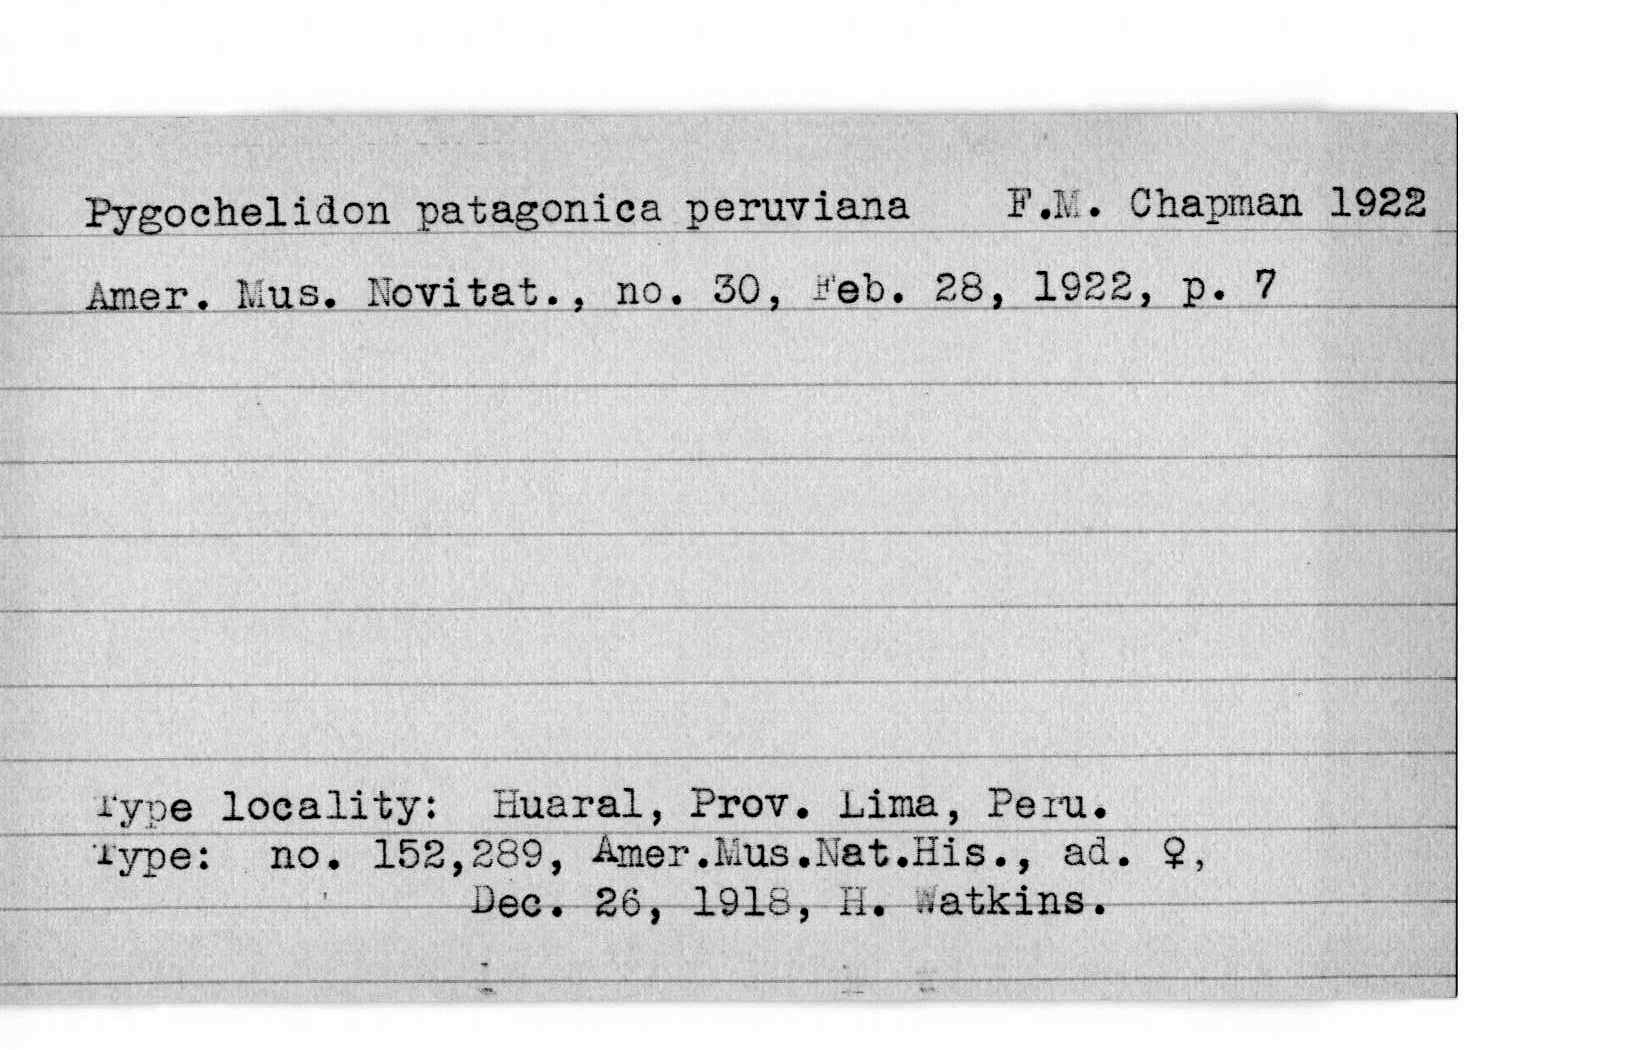 Pygochelidon patagonica peruviana F.M. Chapman 1922
Amer. Mus. Novitat., no. 30, Feb. 28, 1922, p. 7
Type locality: Huaral, Prov. Lima, Peru.
Type: no. 152,289, Amer.Mus.Nat.His., ad. ♀,
Dec. 26, 1918, H. Watkins.